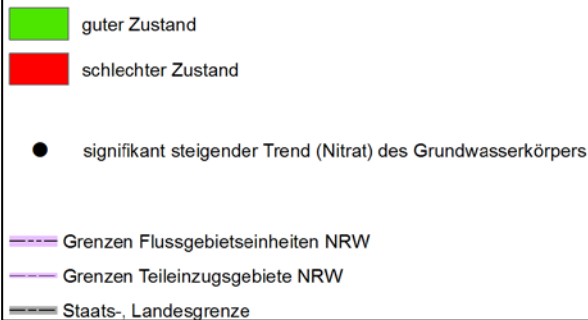 guter Zustand
schlechter Zustand
signifikant steigender Trend (Nitrat) des Grundwasserkörpers
Grenzen Flussgebietseinheiten NRW
Grenzen Teileinzugsgebiete NRW
Staats-, Landesgrenze